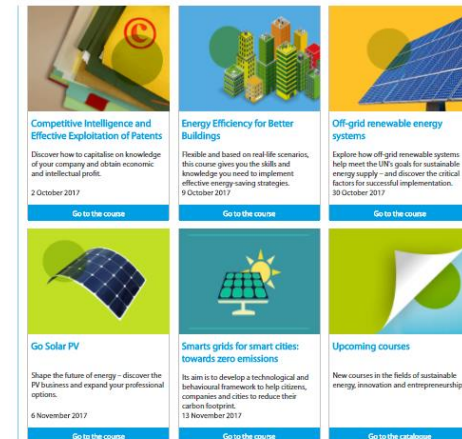 ©
Competitive Intelligence and
Effective Exploitation of Patents
Discover how to capitalise on knowledge
of your company and obtain economic
and intellectual profit.
2 October 2017
Go to the course
Energy Efficiency for Better
Buildings
Flexible and based on real-life scenarios,
this course gives you the skills and
knowledge you need to implement
effective energy-saving strategies.
9 October 2017
Go to the course
Off-grid renewable energy
systems
Explore how off-grid renewable systems
help meet the UN's goals for sustainable
energy supply – and discover the critical
factors for successful implementation.
30 October 2017
Go to the course
Go Solar PV
Shape the future of energy – discover the
PV business and expand your professional
options.
6 November 2017
Go to the course
Smarts grids for smart cities:
towards zero emissions
Its aim is to develop a technological and
behavioural framework to help citizens,
companies and cities to reduce their
carbon footprint.
13 November 2017
Go to the course
Upcoming courses
New courses in the fields of sustainable
energy, innovation and entrepreneurship
Go to the catalogue